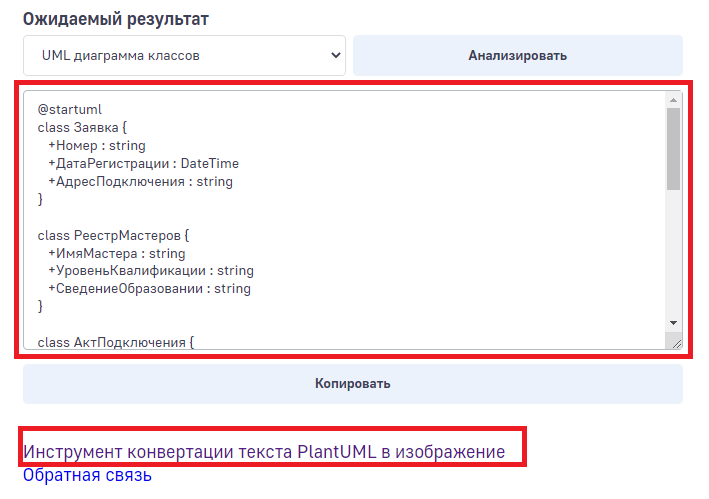 Ожидаемый результат
UML диаграмма классов
Анализировать
@startuml
class Заявка {
+Номер : string
+ДатаРегистрации : DateTime
+АдресПодключения : string
}
class РеестрМастеров {
+ИмяМастера : string
+УровеньКвалификации : string
+СведениеОбразовании : string
}
class АктПодключения {
Копировать
Инструмент конвертации текста PlantUML в изображение
Обратная связь